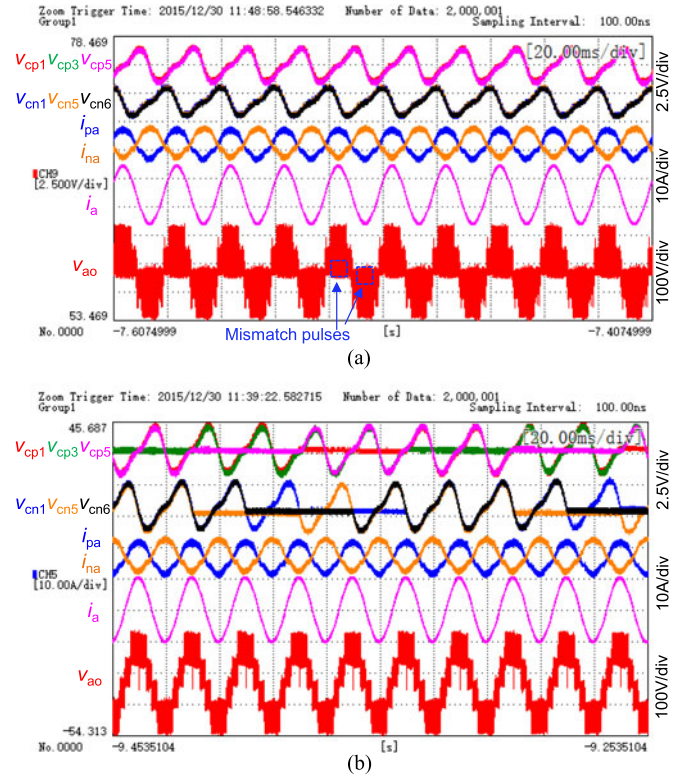 Zoom Trigger Time: 2015/12/30 11:48:58.546332 Number of Data: 2,000,001
Group1 Sampling Interval: 100.00ns
78.469
[20.00ms/div]
vcp1 vcp3 vcp5
2.5V/div
vcn1 vcn5 vcn6
ipa
ina
10A/div
CH9
[2.500V/div]
ia
vao
100V/div
53.469
No.0000 -7.6074999 [s] -7.4074999
Mismatch pulses
(a)
Zoom Trigger Time: 2015/12/30 11:39:22.582715 Number of Data: 2,000,001
Group1 Sampling Interval: 100.00ns
45.687
[20.00ms/div]
vcp1 vcp3 vcp5
2.5V/div
vcn1 vcn5 vcn6
ipa
ina
10A/div
CH5
[10.00A/div]
ia
vao
100V/div
-54.313
No.0000 -9.4535104 [s] -9.2535104
(b)